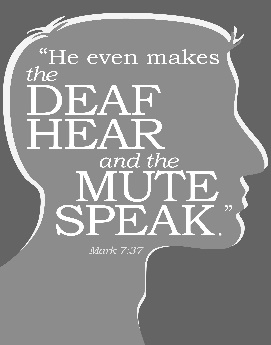 “He even makes
the
DEAF
HEAR
and the
MUTE
SPEAK.”
Mark 7:37